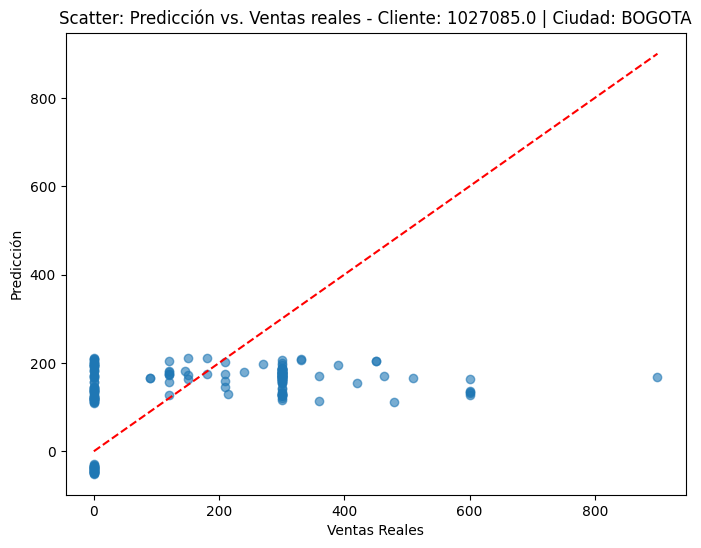 Scatter: Predicción vs. Ventas reales - Cliente: 1027085.0 | Ciudad: BOGOTA
800
600
400
200
0
Predicción
0 200 400 600 800
Ventas Reales